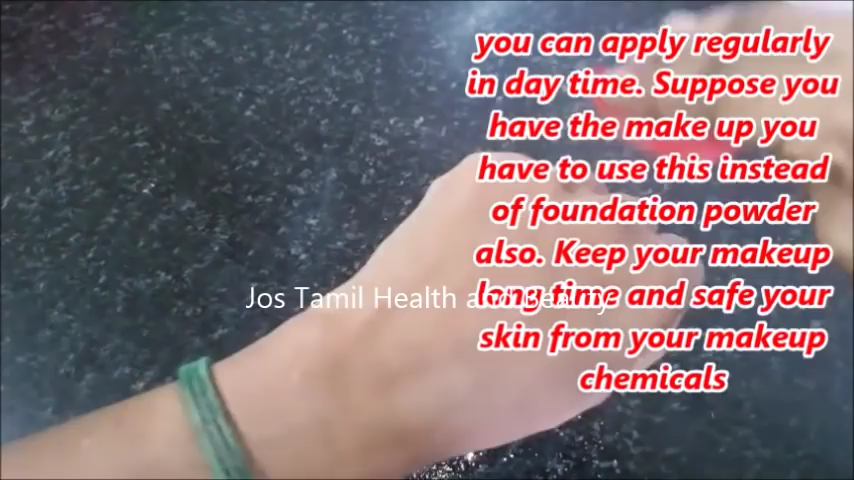 you can apply regularly
in day time. Suppose you
have the make up you
have to use this instead
of foundation powder
also. Keep your makeup
long time and safe your
skin from your makeup
chemicals
Jos Tamil Health and Beauty